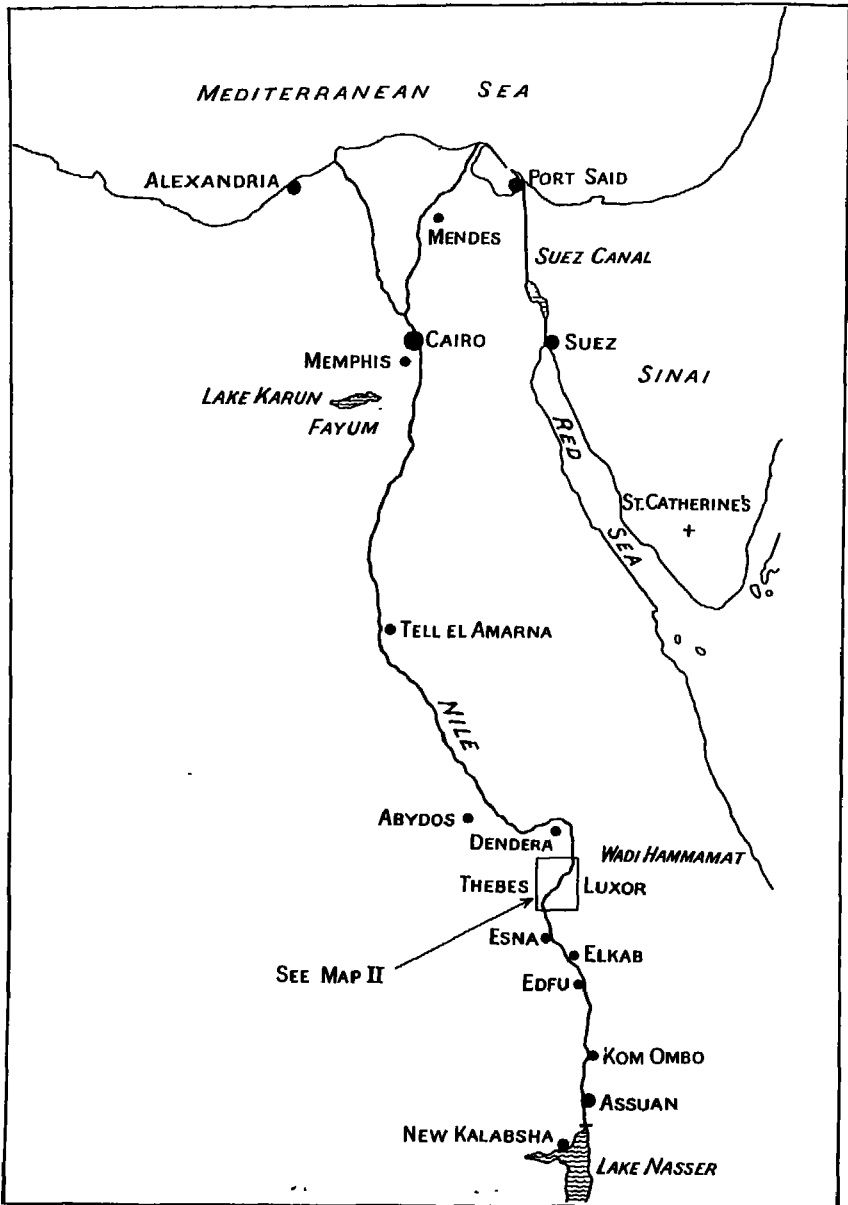 MEDITERRANEAN SEA
ALEXANDRIA
PORT SAID
MENDES
SUEZ CANAL
CAIRO
SUEZ
MEMPHIS
SINAI
LAKE KARUN
FAYUM
RED SEA
ST. CATHERINE'S
TELL EL AMARNA
NILE
ABYDOS
DENDERA
WADI HAMMAMAT
THEBES
LUXOR
ESNA
ELKAB
SEE MAP II
EDFU
KOM OMBO
ASSUAN
NEW KALABSHA
LAKE NASSER